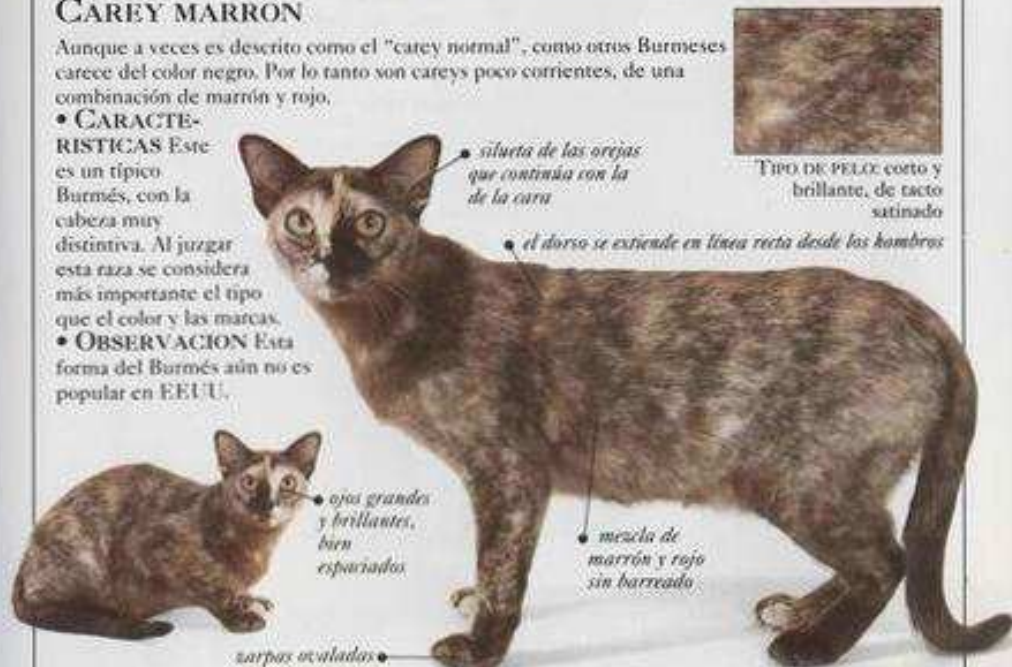 CAREY MARRON
Aunque a veces es descrito como el "carey normal", como otros Burmeses
carece del color negro. Por lo tanto son careys poco corrientes, de una
combinación de marrón y rojo.
• CARACTE-
RISTICAS Este
es un típico
Burmés, con la
cabeza muy
distintiva. Al juzgar
esta raza se considera
más importante el tipo
que el color y las marcas.
• OBSERVACION Esta
forma del Burmés aún no es
popular en EEUU.
silueta de las orejas
que continúa con la
de la cara
TIPO DE PELO: corto y
brillante, de tacto
satinado
el dorso se extiende en línea recta desde los hombros
ojos grandes
y brillantes,
bien
espaciados
mezcla de
marrón y rojo
sin barreado
zarpas ovaladas